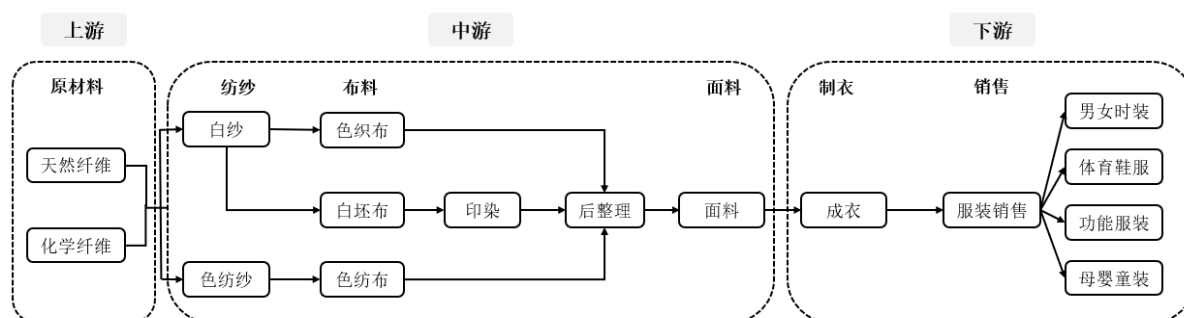 上游
中游
下游
原材料
纺纱
布料
面料
制衣
销售
天然纤维
化学纤维
白纱
色织布
白坯布
印染
后整理
面料
色纺纱
色纺布
成衣
服装销售
男女时装
体育鞋服
功能服装
母婴童装